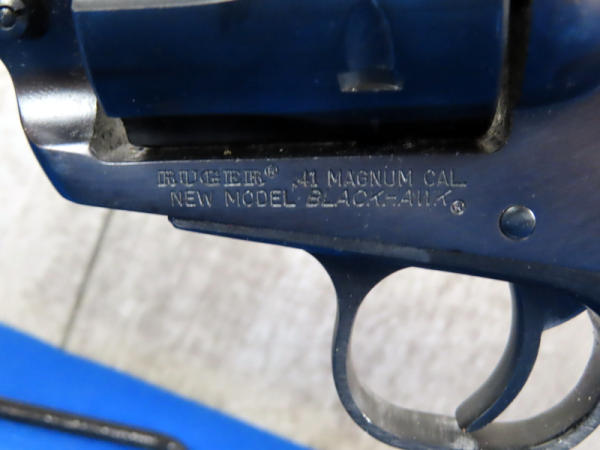 RUGER® .41 MAGNUM CAL.
NEW MODEL BLACKHAWK®